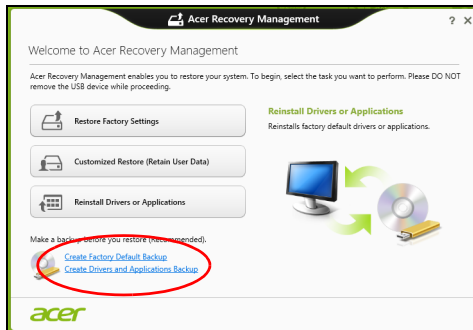 Acer Recovery Management
? X
Welcome to Acer Recovery Management
Acer Recovery Management enables you to restore your system. To begin, select the task you want to perform. Please DO NOT
remove the USB device while proceeding.
Restore Factory Settings
Customized Restore (Retain User Data)
Reinstall Drivers or Applications
Reinstall Drivers or Applications
Reinstalls factory default drivers or applications.
Make a backup before you restore (Recommended).
Create Factory Default Backup
Create Drivers and Applications Backup
acer